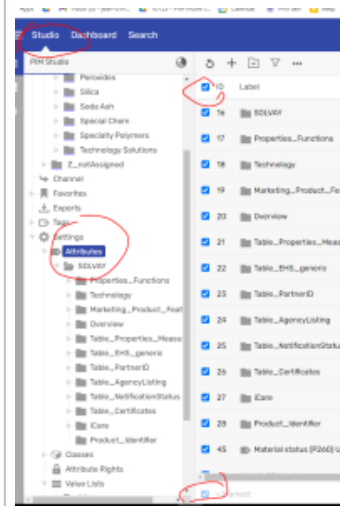 Studio Dashboard Search
PIM Studio
Peroxides
Silica
Soda Ash
Special Chem
Specialty Polymers
Technology Solutions
Z_notAssigned
Channel
Favorites
Exports
Tags
Settings
Attributes
SOLVAY
Properties_Functions
Technology
Marketing_Product_Feat
Overview
Table_Properties_Measu
Table_EHS_generic
Table_PartnerID
Table_AgencyListing
Table_NotificationStatus
Table_Certificates
iCare
Product_Identifier
Classes
Attribute Rights
Value Lists
ID Label
16 SOLVAY
17 Properties_Functions
18 Technology
19 Marketing_Product_Fea
20 Overview
21 Table_Properties_Measu
22 Table_EHS_generic
23 Table_PartnerID
24 Table_AgencyListing
25 Table_NotificationStatu
26 Table_Certificates
27 iCare
28 Product_Identifier
45 Material status (P260) U